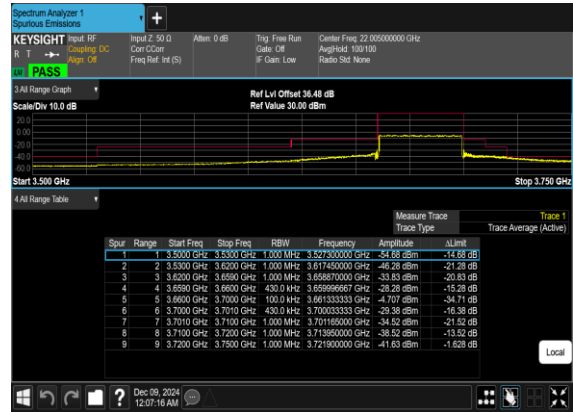 Spectrum Analyzer 1
Spurious Emissions
KEYSIGHT Input: RF Input Z: 50 Ω Atten: 0 dB Trig: Free Run Center Freq: 22.005000000 GHz
R T Coupling: DC Corr CCorr Gate: Off Avg|Hold: 100/100
Align: Off Freq Ref: Int (S) IF Gain: Low Radio Std: None
LW PASS
3 All Range Graph
Ref Lvl Offset 36.48 dB
Scale/Div 10.0 dB Ref Value 30.00 dBm
20.0
0.00
-20.0
-40.0
-60.0
Start 3.500 GHz Stop 3.750 GHz
4 All Range Table
Measure Trace Trace 1
Trace Type Trace Average (Active)
Spur Range Start Freq Stop Freq RBW Frequency Amplitude ΔLimit
1 1 3.5000 GHz 3.5300 GHz 1.000 MHz 3.527300000 GHz -54.68 dBm -14.68 dB
2 2 3.5300 GHz 3.6200 GHz 1.000 MHz 3.617450000 GHz -46.28 dBm -21.28 dB
3 3 3.6200 GHz 3.6590 GHz 1.000 MHz 3.658870000 GHz -33.83 dBm -20.83 dB
4 4 3.6590 GHz 3.6600 GHz 430.0 kHz 3.659996667 GHz -28.28 dBm -15.28 dB
5 5 3.6600 GHz 3.7000 GHz 100.0 kHz 3.661333333 GHz -4.707 dBm -34.71 dB
6 6 3.7000 GHz 3.7010 GHz 430.0 kHz 3.700033333 GHz -29.38 dBm -16.38 dB
7 7 3.7010 GHz 3.7100 GHz 1.000 MHz 3.701165000 GHz -34.52 dBm -21.52 dB
8 8 3.7100 GHz 3.7200 GHz 1.000 MHz 3.713950000 GHz -38.52 dBm -13.52 dB
9 9 3.7200 GHz 3.7500 GHz 1.000 MHz 3.721900000 GHz -41.63 dBm -1.628 dB
Local
Dec 09, 2024
12:07:16 AM